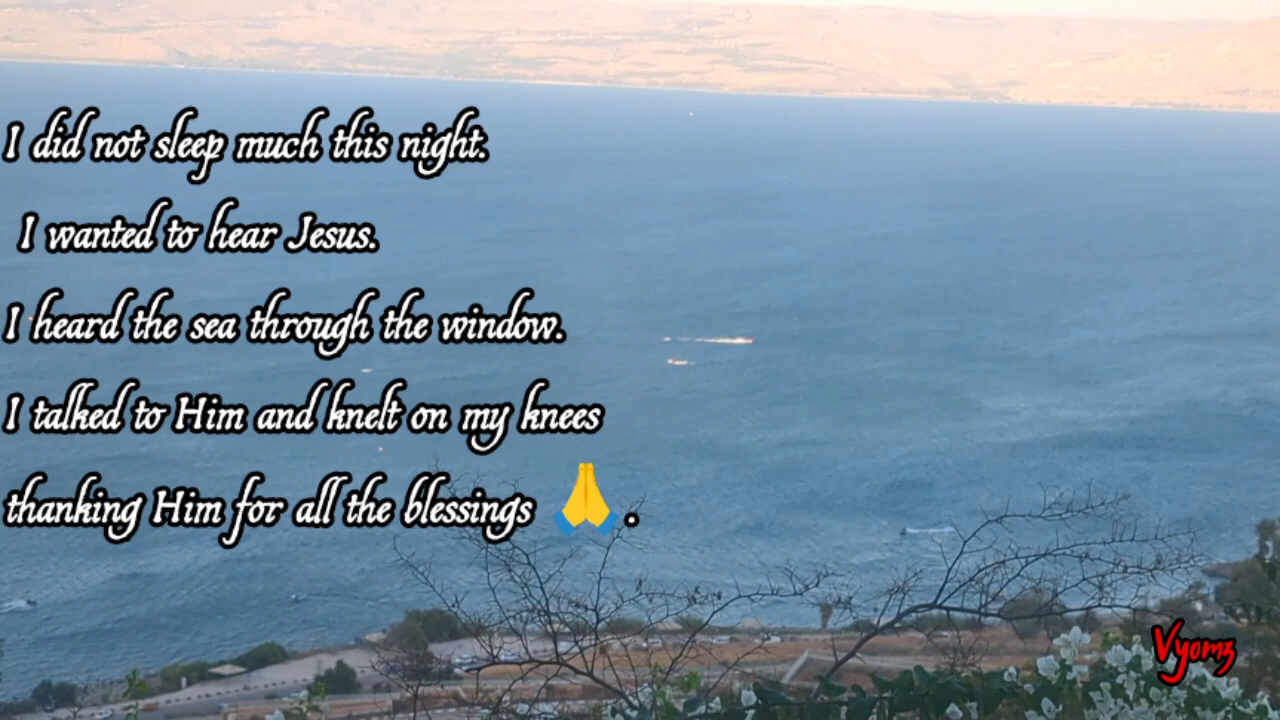 I did not sleep much this night.
I wanted to hear Jesus.
I heard the sea through the window.
I talked to Him and knelt on my knees
thanking Him for all the blessings 🙏.
Vyomz